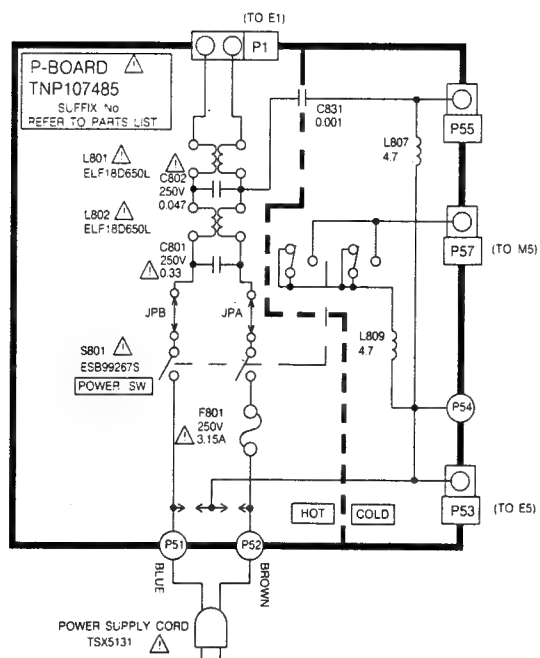 (TO E1)
P1
P-BOARD
TNP107485
SUFFIX No
REFER TO PARTS LIST
C831
0.001
P55
L807
4.7
L801
ELF18D650L
C802
250V
0.047
L802
ELF18D650L
C801
250V
0.33
P57
(TO M5)
JPB
JPA
L809
4.7
S801
ESB99267S
POWER SW
F801
250V
3.15A
P54
HOT
COLD
P53
(TO E5)
P51
P52
BLUE
BROWN
POWER SUPPLY CORD
TSX5131